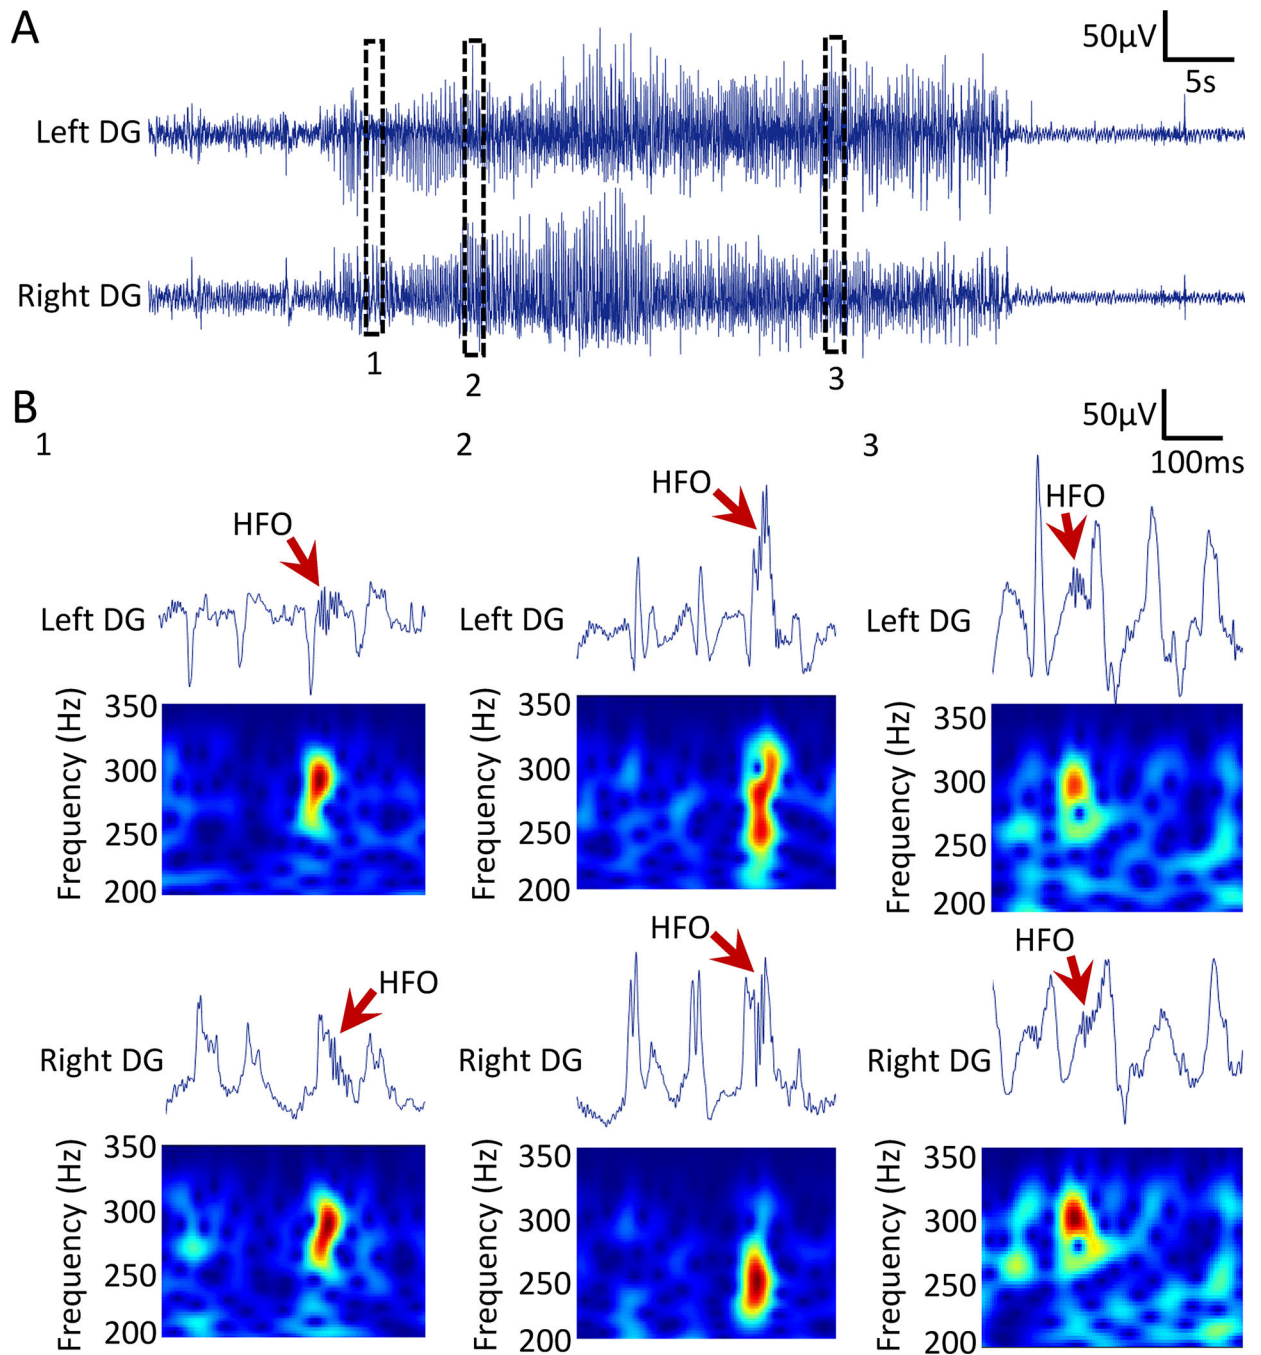 A
50µV
5s
Left DG
Right DG
1
2
3
B
50µV
100ms
1
2
3
HFO
HFO
HFO
Left DG
Left DG
Left DG
Frequency (Hz)
350
300
250
200
Frequency (Hz)
350
300
250
200
Frequency (Hz)
350
300
250
200
HFO
HFO
HFO
Right DG
Right DG
Right DG
Frequency (Hz)
350
300
250
200
Frequency (Hz)
350
300
250
200
Frequency (Hz)
350
300
250
200